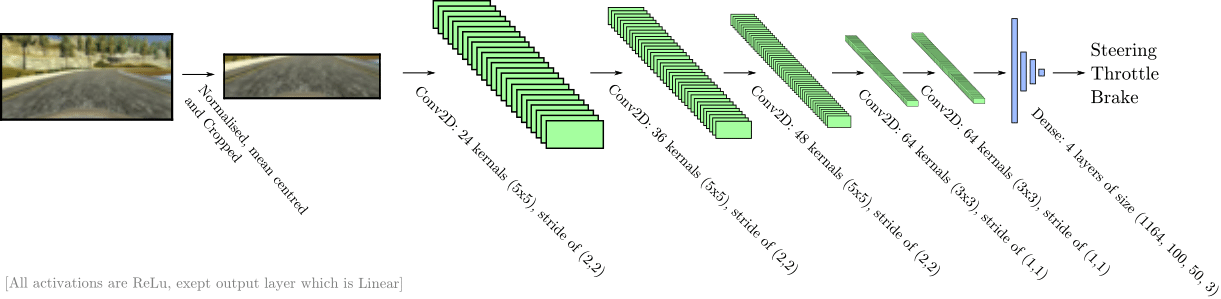 Normalised, mean centred
and Cropped
Conv2D: 24 kernals (5x5), stride of (2,2)
Conv2D: 36 kernals (5x5), stride of (2,2)
Conv2D: 48 kernals (5x5), stride of (2,2)
Conv2D: 64 kernals (3x3), stride of (1,1)
Conv2D: 64 kernals (3x3), stride of (1,1)
Dense: 4 layers of size (1164, 100, 50, 3)
Steering
Throttle
Brake
[All activations are ReLu, exept output layer which is Linear]